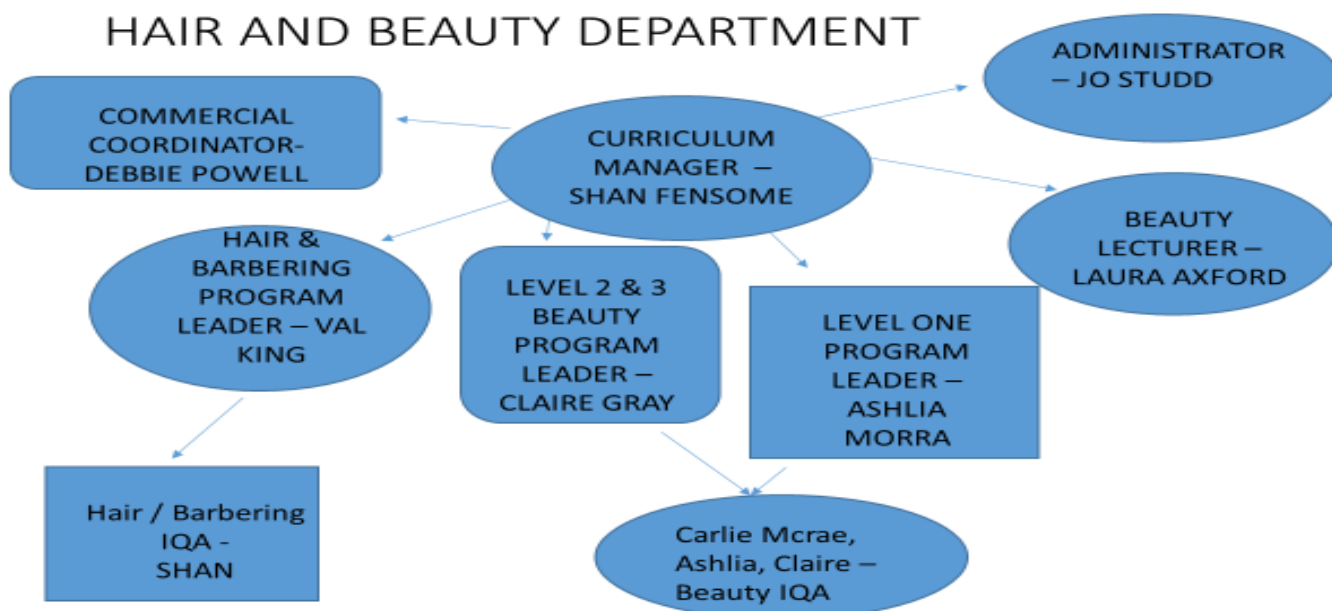 HAIR AND BEAUTY DEPARTMENT
ADMINISTRATOR
– JO STUDD
COMMERCIAL
COORDINATOR-
DEBBIE POWELL
CURRICULUM
MANAGER –
SHAN FENSOME
BEAUTY
LECTURER –
LAURA AXFORD
HAIR &
BARBERING
PROGRAM
LEADER – VAL
KING
LEVEL 2 & 3
BEAUTY
PROGRAM
LEADER –
CLAIRE GRAY
LEVEL ONE
PROGRAM
LEADER –
ASHLIA
MORRA
Hair / Barbering
IQA -
SHAN
Carlie Mcrae,
Ashlia, Claire –
Beauty IQA